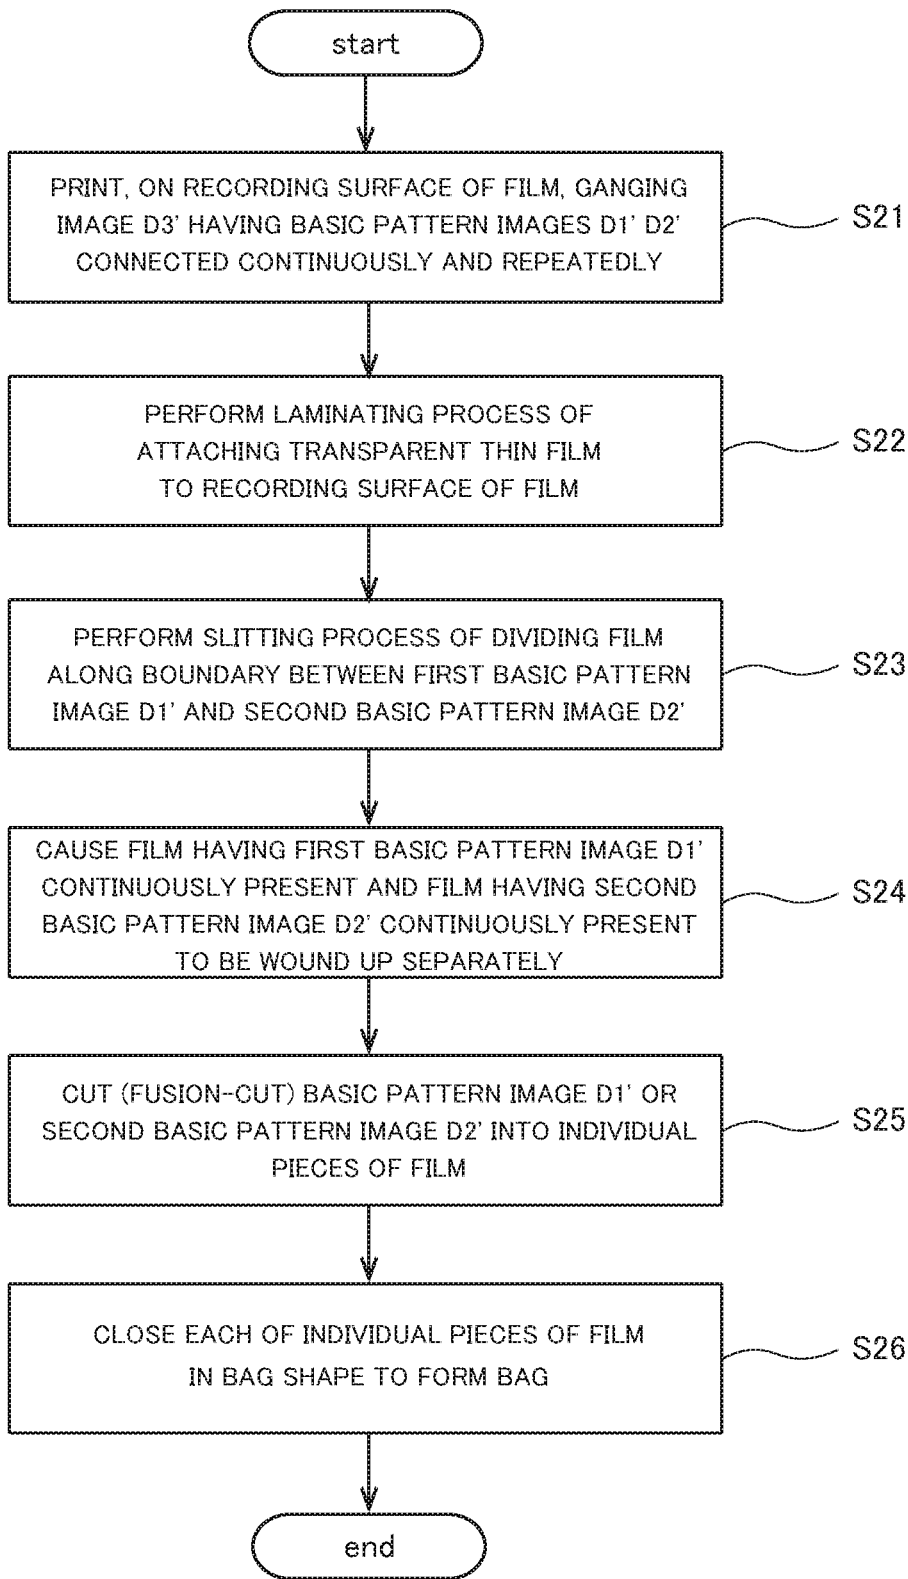 start
PRINT, ON RECORDING SURFACE OF FILM, GANGING
IMAGE D3' HAVING BASIC PATTERN IMAGES D1' D2'
CONNECTED CONTINUOUSLY AND REPEATEDLY
S21
PERFORM LAMINATING PROCESS OF
ATTACHING TRANSPARENT THIN FILM
TO RECORDING SURFACE OF FILM
S22
PERFORM SLITTING PROCESS OF DIVIDING FILM
ALONG BOUNDARY BETWEEN FIRST BASIC PATTERN
IMAGE D1' AND SECOND BASIC PATTERN IMAGE D2'
S23
CAUSE FILM HAVING FIRST BASIC PATTERN IMAGE D1'
CONTINUOUSLY PRESENT AND FILM HAVING SECOND
BASIC PATTERN IMAGE D2' CONTINUOUSLY PRESENT
TO BE WOUND UP SEPARATELY
S24
CUT (FUSION-CUT) BASIC PATTERN IMAGE D1' OR
SECOND BASIC PATTERN IMAGE D2' INTO INDIVIDUAL
PIECES OF FILM
S25
CLOSE EACH OF INDIVIDUAL PIECES OF FILM
IN BAG SHAPE TO FORM BAG
S26
end